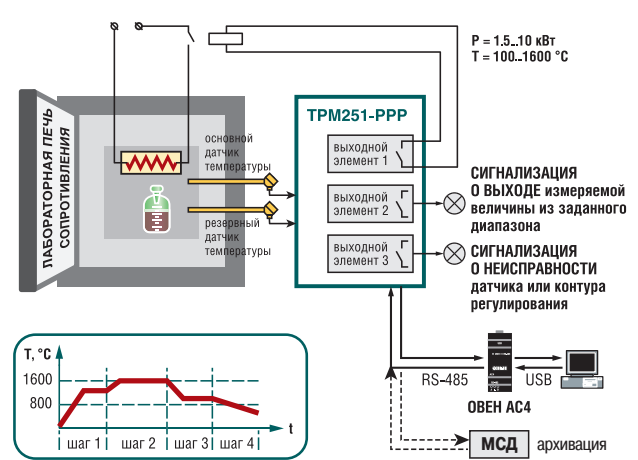 P = 1.5..10 кВт
T = 100..1600 °C
ЛАБОРАТОРНАЯ ПЕЧЬ
СОПРОТИВЛЕНИЯ
основной
датчик
температуры
резервный
датчик
температуры
ТРМ251-РРР
выходной
элемент 1
выходной
элемент 2
выходной
элемент 3
СИГНАЛИЗАЦИЯ
О ВЫХОДЕ измеряемой
величины из заданного
диапазона
СИГНАЛИЗАЦИЯ
О НЕИСПРАВНОСТИ
датчика или контура
регулирования
RS-485
USB
ОВЕН АС4
МСД
архивация
T, °C
1600
800
t
шаг 1
шаг 2
шаг 3
шаг 4